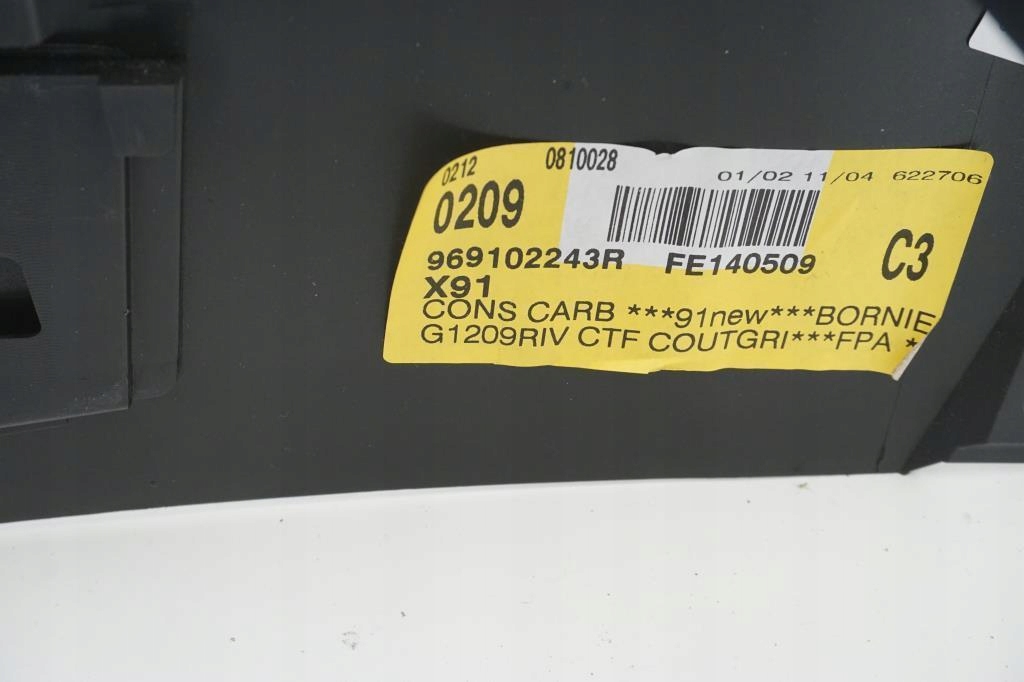 0212 0810028 01/02 11/04 622706
0209 C3
969102243R FE140509
X91
CONS CARB ***91new***BORNIE
G1209RIV CTF COUTGRI***FPA *